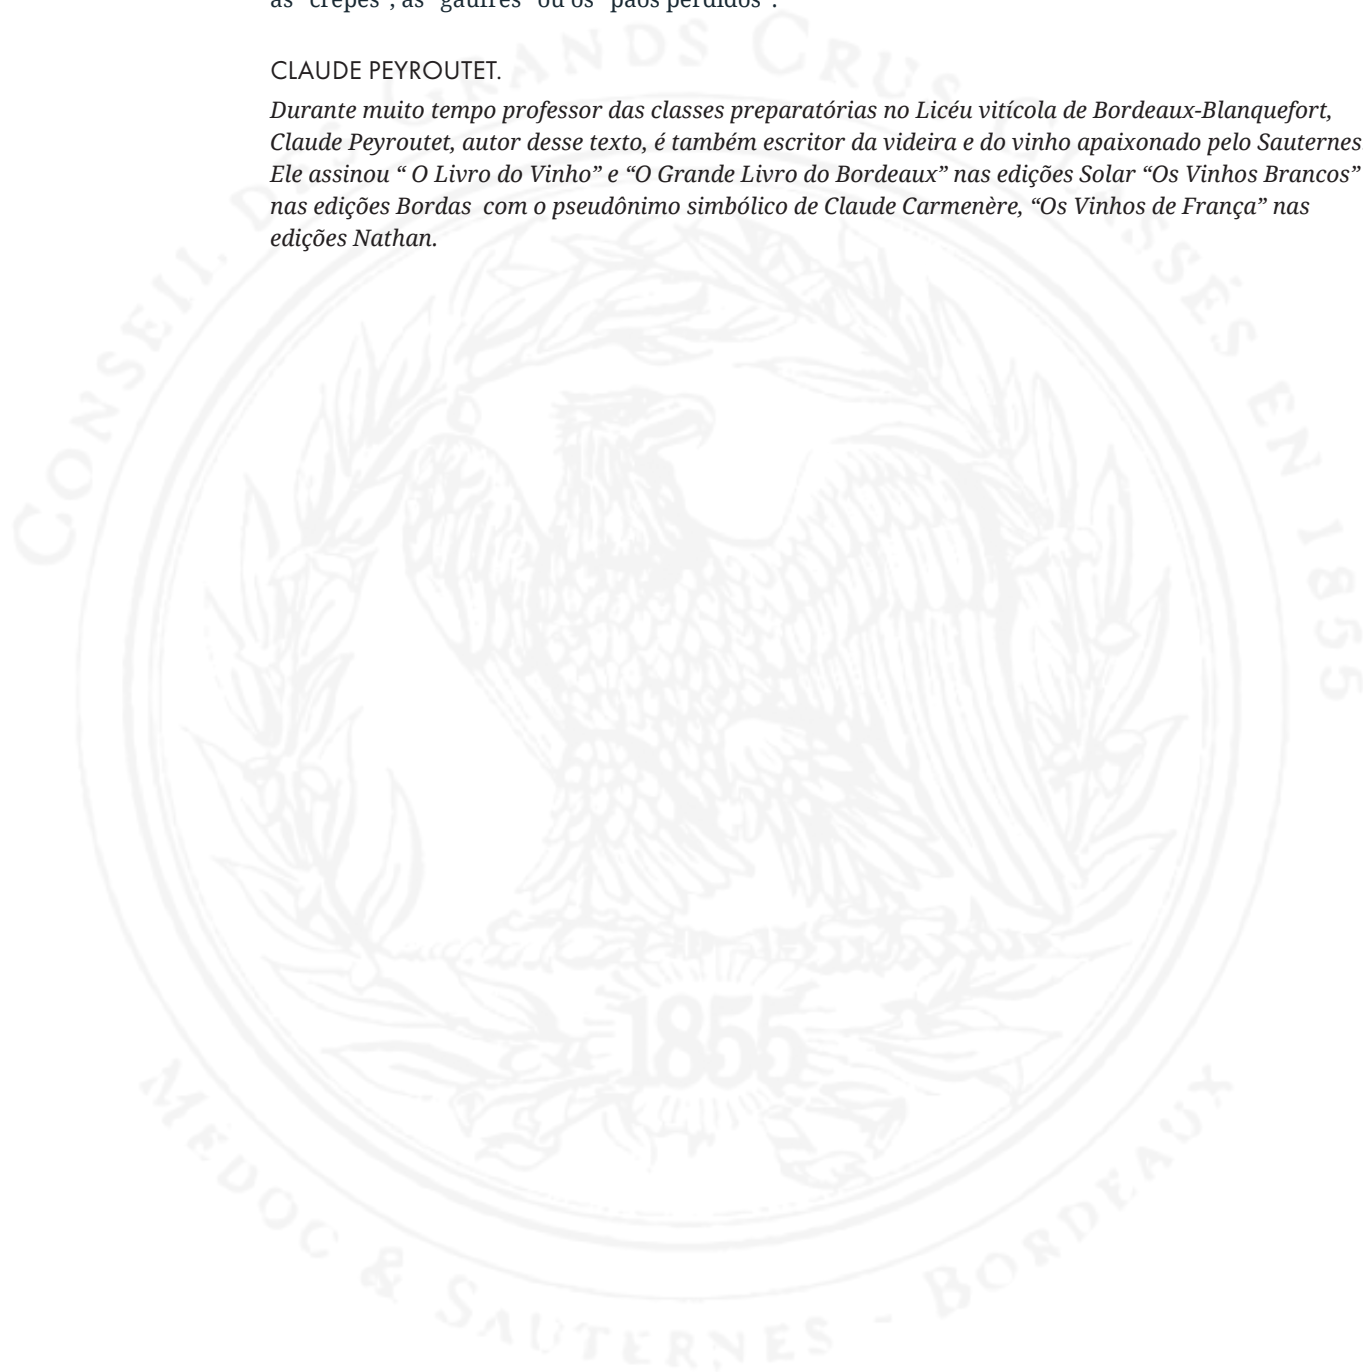 as "crêpes", as "gaufres" ou os "pães perdidos".
CLAUDE PEYROUTET.
Durante muito tempo professor das classes preparatórias no Licéu vitícola de Bordeaux-Blanquefort,
Claude Peyroutet, autor desse texto, é também escritor da videira e do vinho apaixonado pelo Sauternes
Ele assinou “ O Livro do Vinho” e “O Grande Livro do Bordeaux” nas edições Solar “Os Vinhos Brancos”
nas edições Bordas com o pseudônimo simbólico de Claude Carmenère, “Os Vinhos de França” nas
edições Nathan.
CONSEIL DES GRANDS CRUS CLASSÉS EN 1855
1855
MEDOC & SAUTERNES - BORDEAUX